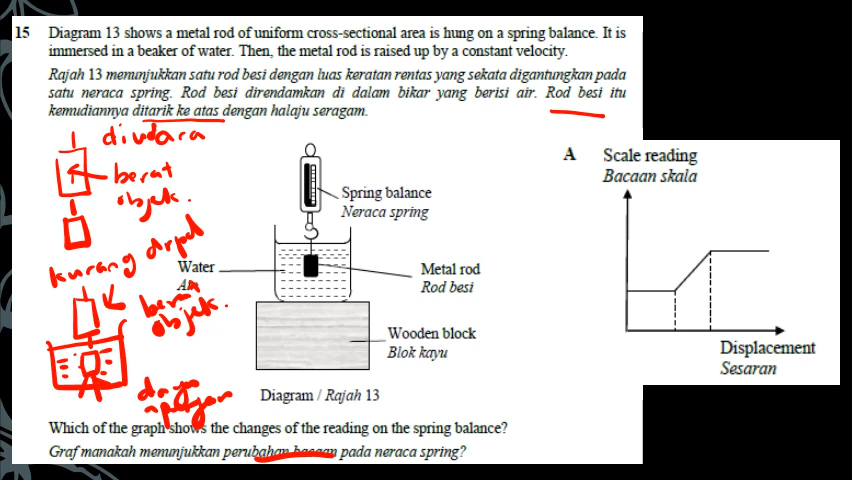 15 Diagram 13 shows a metal rod of uniform cross-sectional area is hung on a spring balance. It is
immersed in a beaker of water. Then, the metal rod is raised up by a constant velocity.
Rajah 13 menunjukkan satu rod besi dengan luas keratan rentas yang sekata digantungkan pada
satu neraca spring. Rod besi direndamkan di dalam bikar yang berisi air. Rod besi itu
kemudiannya ditarik ke atas dengan halaju seragam.
diudara
berat
objek.
kurang drpd
berat
objek.
daya
apungan
Spring balance
Neraca spring
Water
Air
Metal rod
Rod besi
Wooden block
Blok kayu
Diagram / Rajah 13
Which of the graph shows the changes of the reading on the spring balance?
Graf manakah menunjukkan perubahan bacaan pada neraca spring?
A Scale reading
Bacaan skala
Displacement
Sesaran